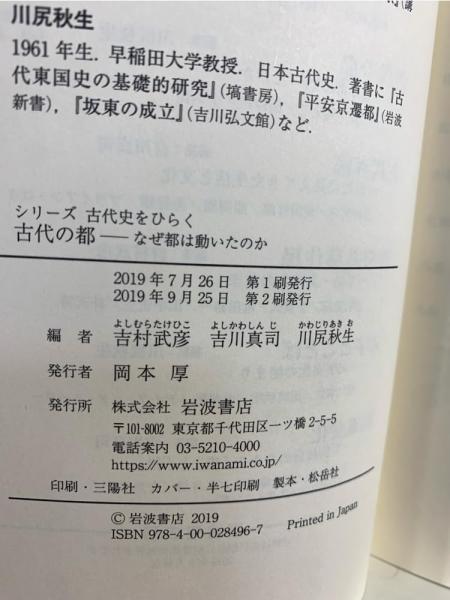 川尻秋生
1961年生.早稲田大学教授.日本古代史.著書に『古
代東国史の基礎的研究』(塙書房),『平安京遷都』(岩波
新書),『坂東の成立』(吉川弘文館)など.
シリーズ 古代史をひらく
古代の都——なぜ都は動いたのか
2019年7月26日 第1刷発行
2019年9月25日 第2刷発行
よしむらたけひこ よしかわしんじ かわじりあきお
編者 吉村武彦 吉川真司 川尻秋生
発行者 岡本厚
発行所 株式会社 岩波書店
〒101-8002 東京都千代田区一ツ橋2-5-5
電話案内 03-5210-4000
https://www.iwanami.co.jp/
印刷・三陽社 カバー・半七印刷 製本・松岳社
© 岩波書店 2019
ISBN 978-4-00-028496-7 Printed in Japan